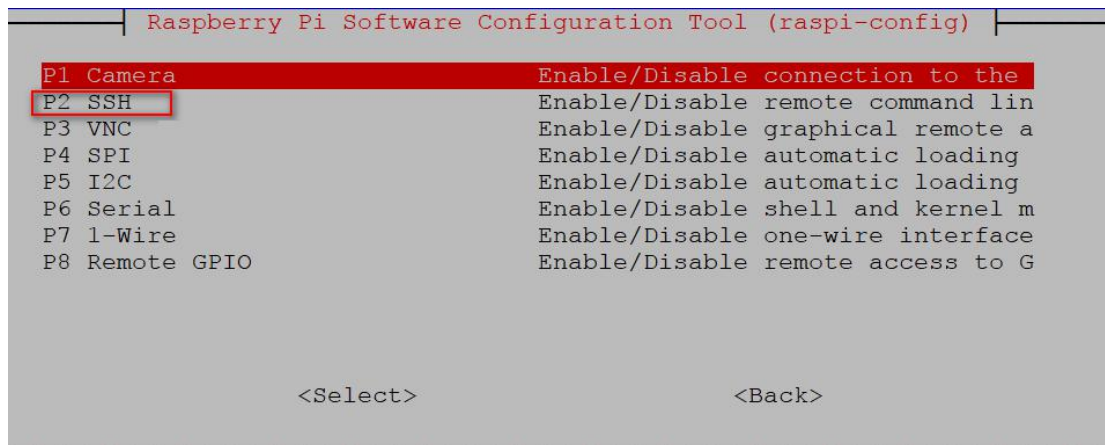 Raspberry Pi Software Configuration Tool (raspi-config)
P1 Camera Enable/Disable connection to the
P2 SSH Enable/Disable remote command lin
P3 VNC Enable/Disable graphical remote a
P4 SPI Enable/Disable automatic loading
P5 I2C Enable/Disable automatic loading
P6 Serial Enable/Disable shell and kernel m
P7 1-Wire Enable/Disable one-wire interface
P8 Remote GPIO Enable/Disable remote access to G
<Select> <Back>